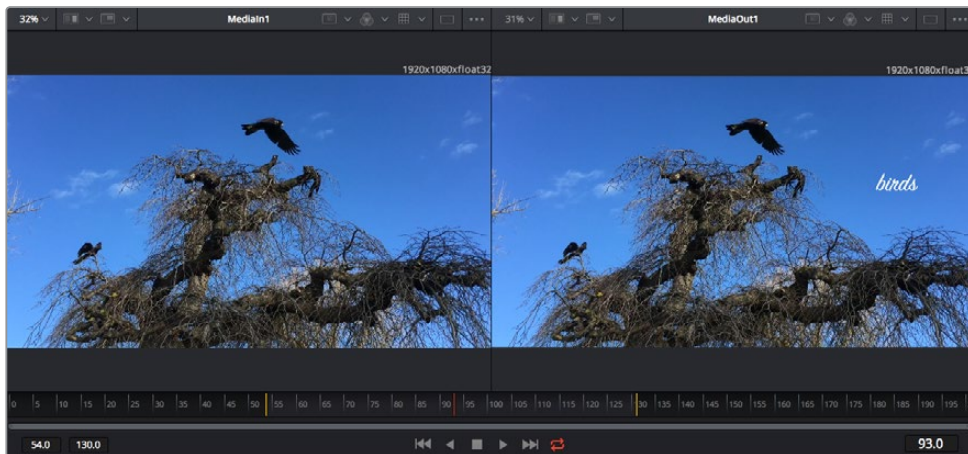 32% MediaIn1 31% MediaOut1
1920x1080xfloat32 1920x1080xfloat3
birds
0 5 10 15 20 25 30 35 40 45 50 55 60 65 70 75 80 85 90 95 100 105 110 115 120 125 30 135 140 145 150 155 160 165 170 175 180 185 190 195
54.0 130.0 93.0